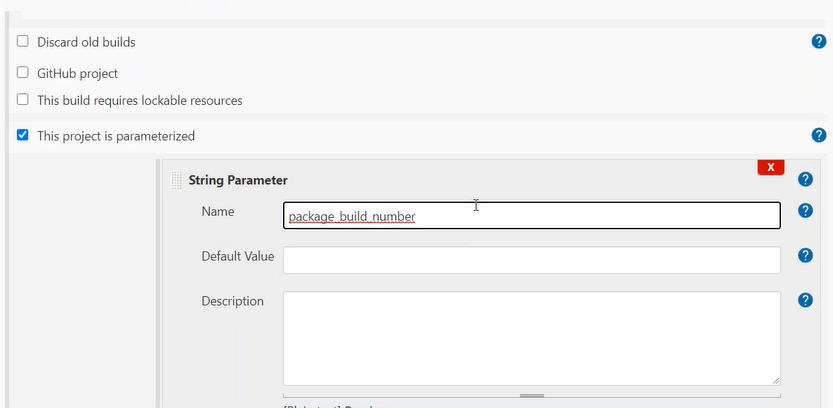 Discard old builds
?
GitHub project
This build requires lockable resources
This project is parameterized
?
X
String Parameter
?
Name
package_build_number
?
Default Value
?
Description
?